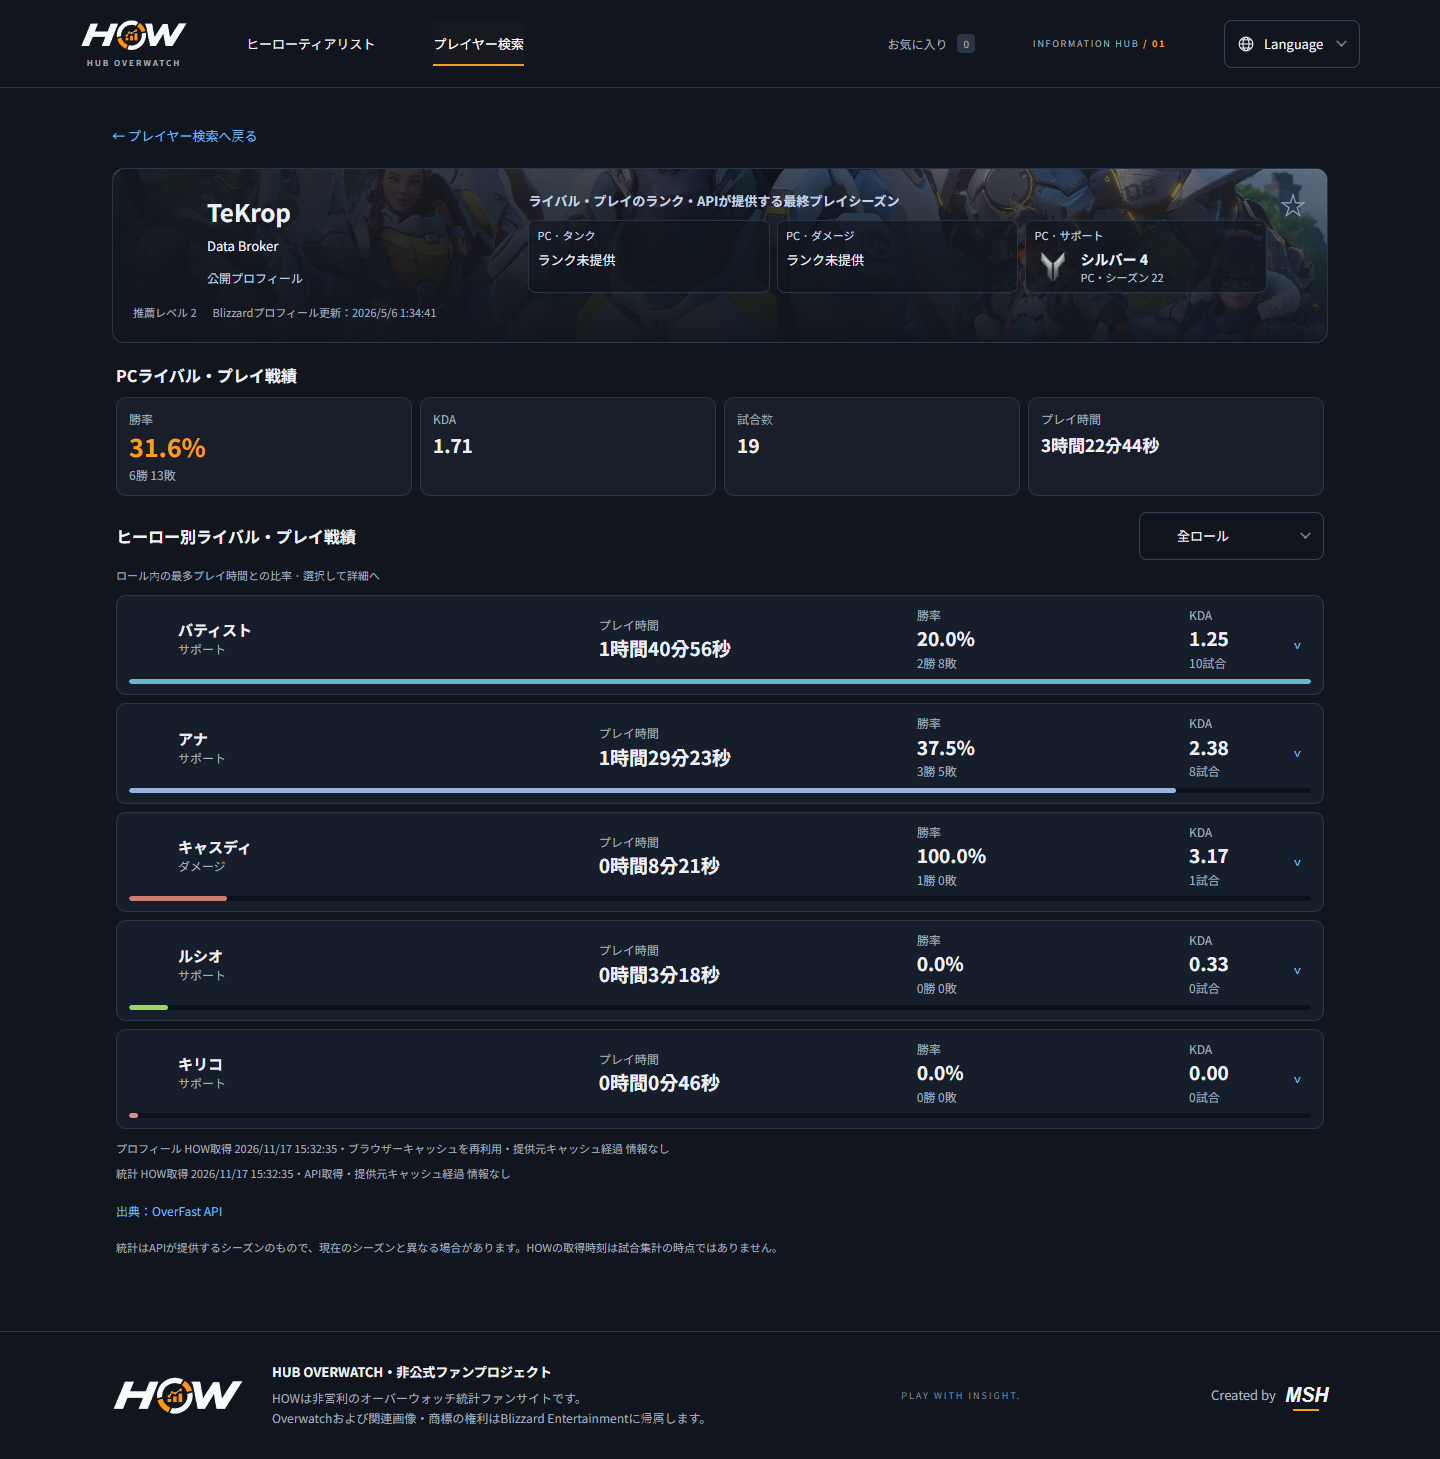 HOW
HUB OVERWATCH
ヒーローティアリスト
プレイヤー検索
お気に入り 0
INFORMATION HUB / 01
Language
← プレイヤー検索へ戻る
TeKrop
Data Broker
公開プロフィール
推薦レベル 2 Blizzardプロフィール更新：2026/5/6 1:34:41
ライバル・プレイのランク・APIが提供する最終プレイシーズン
PC · タンク
ランク未提供
PC · ダメージ
ランク未提供
PC · サポート
シルバー 4
PC・シーズン 22
PCライバル・プレイ戦績
勝率
31.6%
6勝 13敗
KDA
1.71
試合数
19
プレイ時間
3時間22分44秒
ヒーロー別ライバル・プレイ戦績
全ロール
ロール内の最多プレイ時間との比率 · 選択して詳細へ
バティスト
サポート
プレイ時間
1時間40分56秒
勝率
20.0%
2勝 8敗
KDA
1.25
10試合
v
アナ
サポート
プレイ時間
1時間29分23秒
勝率
37.5%
3勝 5敗
KDA
2.38
8試合
v
キャスディ
ダメージ
プレイ時間
0時間8分21秒
勝率
100.0%
1勝 0敗
KDA
3.17
1試合
v
ルシオ
サポート
プレイ時間
0時間3分18秒
勝率
0.0%
0勝 0敗
KDA
0.33
0試合
v
キリコ
サポート
プレイ時間
0時間0分46秒
勝率
0.0%
0勝 0敗
KDA
0.00
0試合
v
プロフィール HOW取得 2026/11/17 15:32:35・ブラウザーキャッシュを再利用・提供元キャッシュ経過 情報なし
統計 HOW取得 2026/11/17 15:32:35・API取得・提供元キャッシュ経過 情報なし
出典：OverFast API
統計はAPIが提供するシーズンのもので、現在のシーズンと異なる場合があります。HOWの取得時刻は試合集計の時点ではありません。
HOW
HUB OVERWATCH・非公式ファンプロジェクト
HOWは非営利のオーバーウォッチ統計ファンサイトです。
Overwatchおよび関連画像・商標の権利はBlizzard Entertainmentに帰属します。
PLAY WITH INSIGHT.
Created by MSH